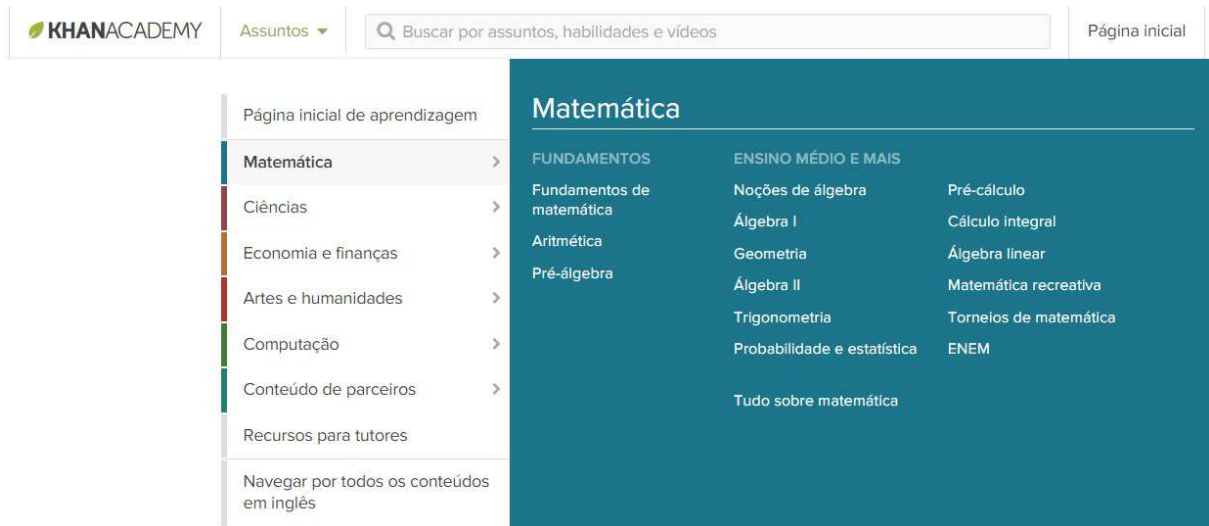 KHANACADEMY
Assuntos
Buscar por assuntos, habilidades e vídeos
Página inicial
Página inicial de aprendizagem
Matemática
Ciências
Economia e finanças
Artes e humanidades
Computação
Conteúdo de parceiros
Recursos para tutores
Navegar por todos os conteúdos
em inglês
Matemática
FUNDAMENTOS
Fundamentos de
matemática
Aritmética
Pré-álgebra
ENSINO MÉDIO E MAIS
Noções de álgebra
Álgebra I
Geometria
Álgebra II
Trigonometria
Probabilidade e estatística
Pré-cálculo
Cálculo integral
Álgebra linear
Matemática recreativa
Torneios de matemática
ENEM
Tudo sobre matemática